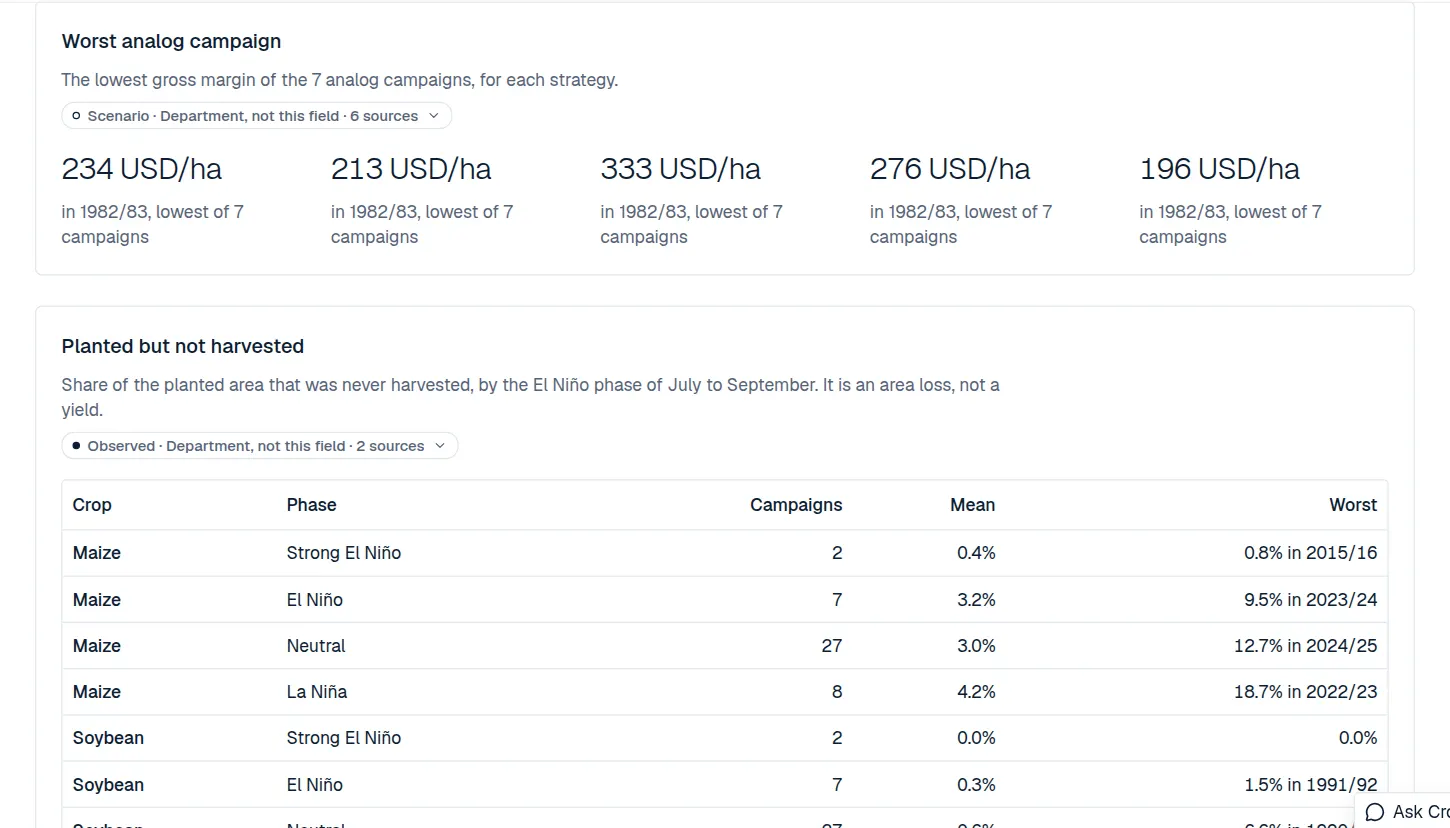 Worst analog campaign
The lowest gross margin of the 7 analog campaigns, for each strategy.
Scenario · Department, not this field · 6 sources
234 USD/ha 213 USD/ha 333 USD/ha 276 USD/ha 196 USD/ha
in 1982/83, lowest of 7 in 1982/83, lowest of 7 in 1982/83, lowest of 7 in 1982/83, lowest of 7 in 1982/83, lowest of 7
campaigns campaigns campaigns campaigns campaigns
Planted but not harvested
Share of the planted area that was never harvested, by the El Niño phase of July to September. It is an area loss, not a
yield.
Observed · Department, not this field · 2 sources
Crop Phase Campaigns Mean Worst
Maize Strong El Niño 2 0.4% 0.8% in 2015/16
Maize El Niño 7 3.2% 9.5% in 2023/24
Maize Neutral 27 3.0% 12.7% in 2024/25
Maize La Niña 8 4.2% 18.7% in 2022/23
Soybean Strong El Niño 2 0.0% 0.0%
Soybean El Niño 7 0.3% 1.5% in 1991/92
Soybean Neutral
Ask